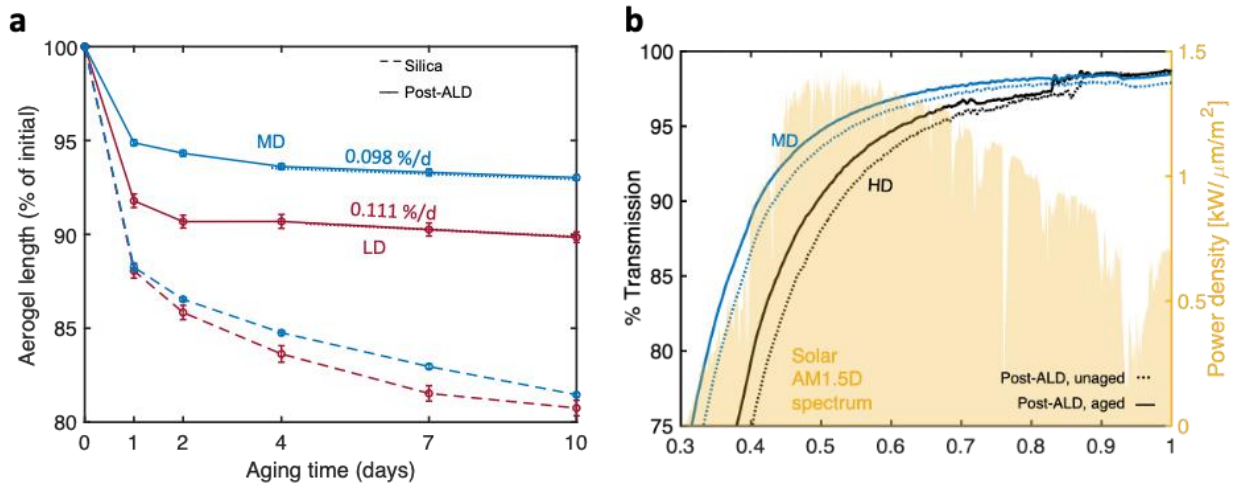 a
100
95
90
85
80
Aerogel length (% of initial)
Silica
Post-ALD
MD
0.098 %/d
0.111 %/d
LD
0
1
2
4
7
10
Aging time (days)
b
100
95
90
85
80
75
% Transmission
MD
HD
Solar
AM1.5D
spectrum
Post-ALD, unaged
Post-ALD, aged
0.3
0.4
0.5
0.6
0.7
0.8
0.9
1
1.5
1
0.5
0
Power density [kW/μm/m²]